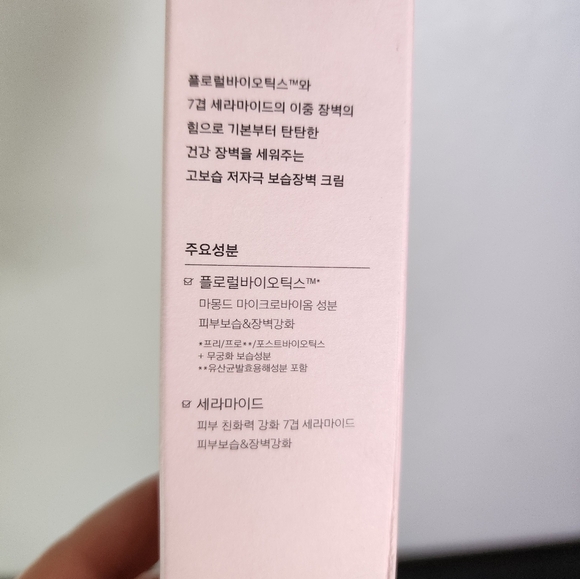 플로럴바이오틱스™와
7겹 세라마이드의 이중 장벽의
힘으로 기본부터 탄탄한
건강 장벽을 세워주는
고보습 저자극 보습장벽 크림
주요성분
플로럴바이오틱스™*
마몽드 마이크로바이옴 성분
피부보습&장벽강화
*프리/프로**/포스트바이오틱스
+ 무궁화 보습성분
**유산균발효용해성분 포함
세라마이드
피부 친화력 강화 7겹 세라마이드
피부보습&장벽강화